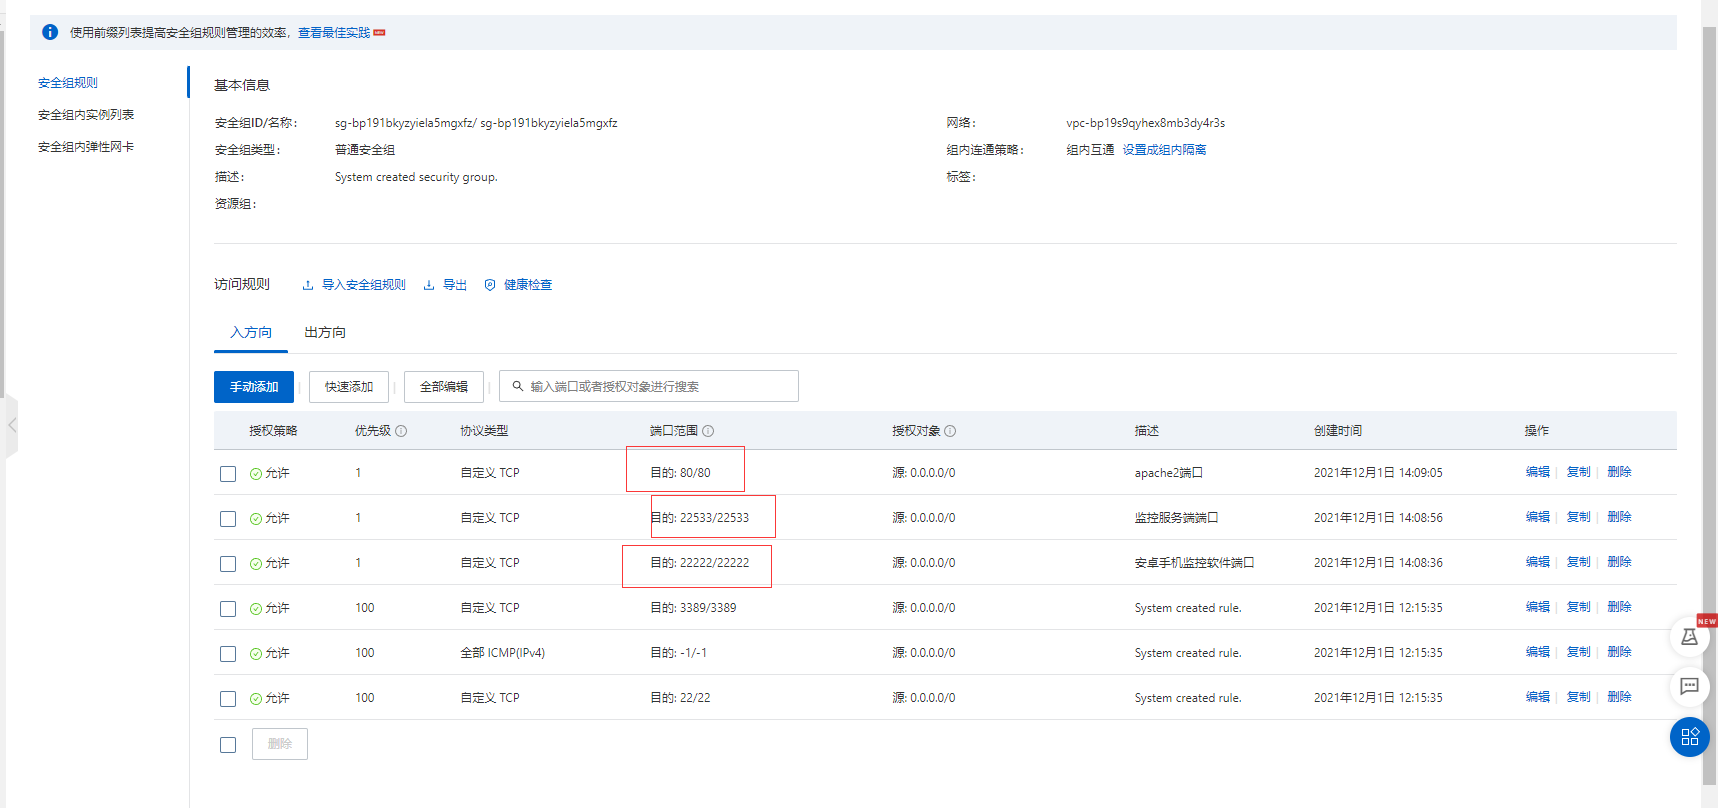 使用前缀列表提高安全组规则管理的效率，查看最佳实践 NEW
安全组规则
安全组内实例列表
安全组内弹性网卡
基本信息
安全组ID/名称： sg-bp191bkyzyiela5mgxfz/ sg-bp191bkyzyiela5mgxfz 网络： vpc-bp19s9qyhex8mb3dy4r3s
安全组类型： 普通安全组 组内连通策略： 组内互通 设置成组内隔离
描述： System created security group. 标签：
资源组：
访问规则 导入安全组规则 导出 健康检查
入方向 出方向
手动添加 快速添加 全部编辑 输入端口或者授权对象进行搜索
授权策略 优先级 协议类型 端口范围 授权对象 描述 创建时间 操作
允许 1 自定义 TCP 目的: 80/80 源: 0.0.0.0/0 apache2端口 2021年12月1日 14:09:05 编辑 复制 删除
允许 1 自定义 TCP 目的: 22533/22533 源: 0.0.0.0/0 监控服务端端口 2021年12月1日 14:08:56 编辑 复制 删除
允许 1 自定义 TCP 目的: 22222/22222 源: 0.0.0.0/0 安卓手机监控软件端口 2021年12月1日 14:08:36 编辑 复制 删除
允许 100 自定义 TCP 目的: 3389/3389 源: 0.0.0.0/0 System created rule. 2021年12月1日 12:15:35 编辑 复制 删除
允许 100 全部 ICMP(IPv4) 目的: -1/-1 源: 0.0.0.0/0 System created rule. 2021年12月1日 12:15:35 编辑 复制 删除
允许 100 自定义 TCP 目的: 22/22 源: 0.0.0.0/0 System created rule. 2021年12月1日 12:15:35 编辑 复制 删除
删除
NEW